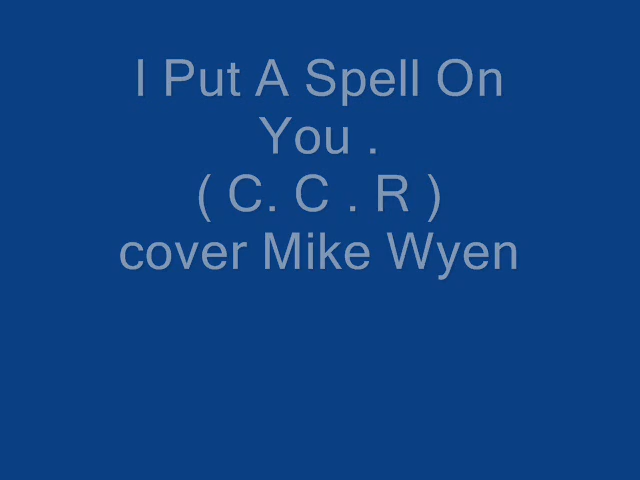 I Put A Spell On
You .
( C. C . R )
cover Mike Wyen